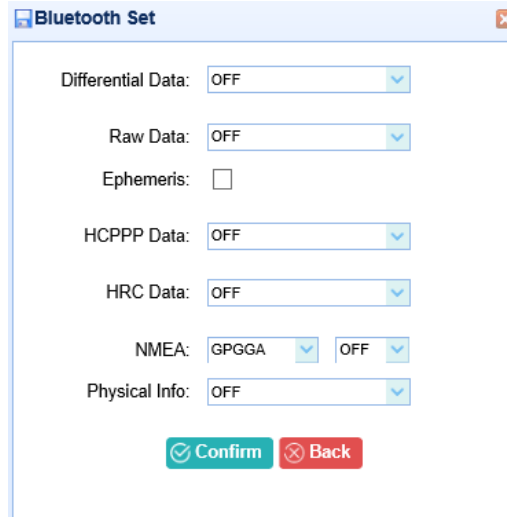 Bluetooth Set
Differential Data: OFF
Raw Data: OFF
Ephemeris:
HCPPP Data: OFF
HRC Data: OFF
NMEA: GPGGA OFF
Physical Info: OFF
Confirm Back